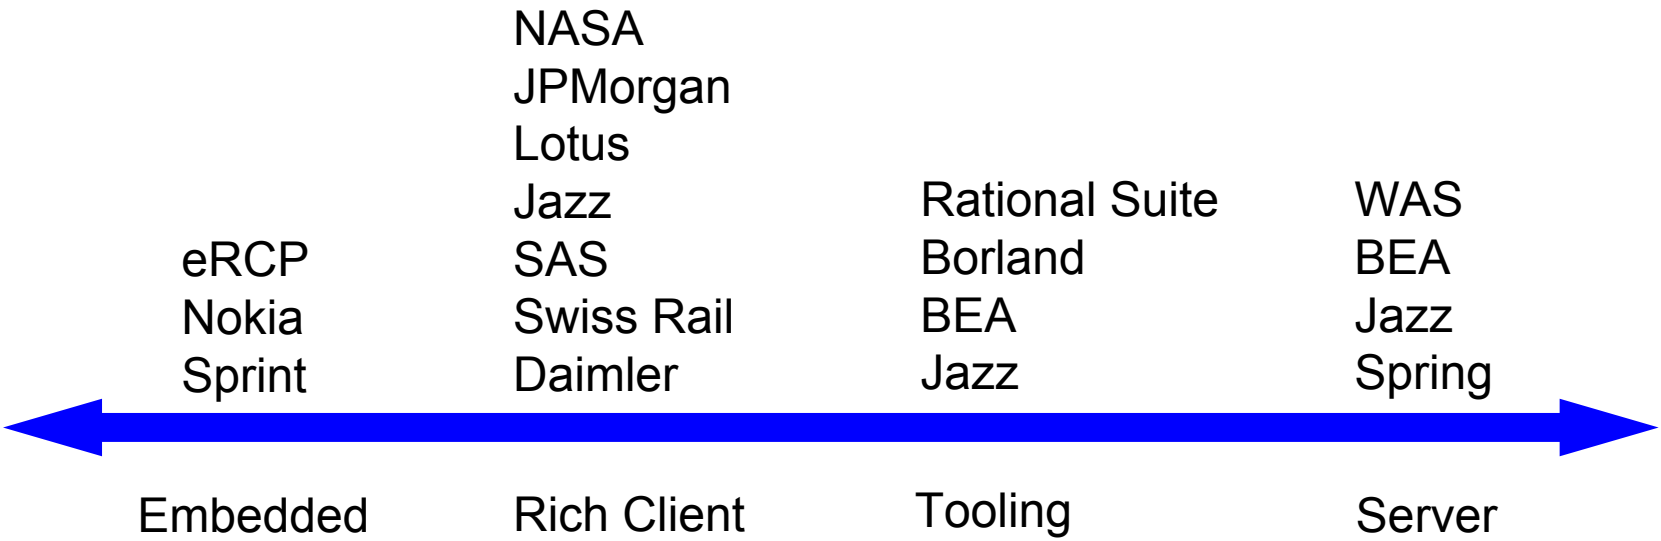 eRCP
Nokia
Sprint
NASA
JPMorgan
Lotus
Jazz
SAS
Swiss Rail
Daimler
Rational Suite
Borland
BEA
Jazz
WAS
BEA
Jazz
Spring
Embedded
Rich Client
Tooling
Server